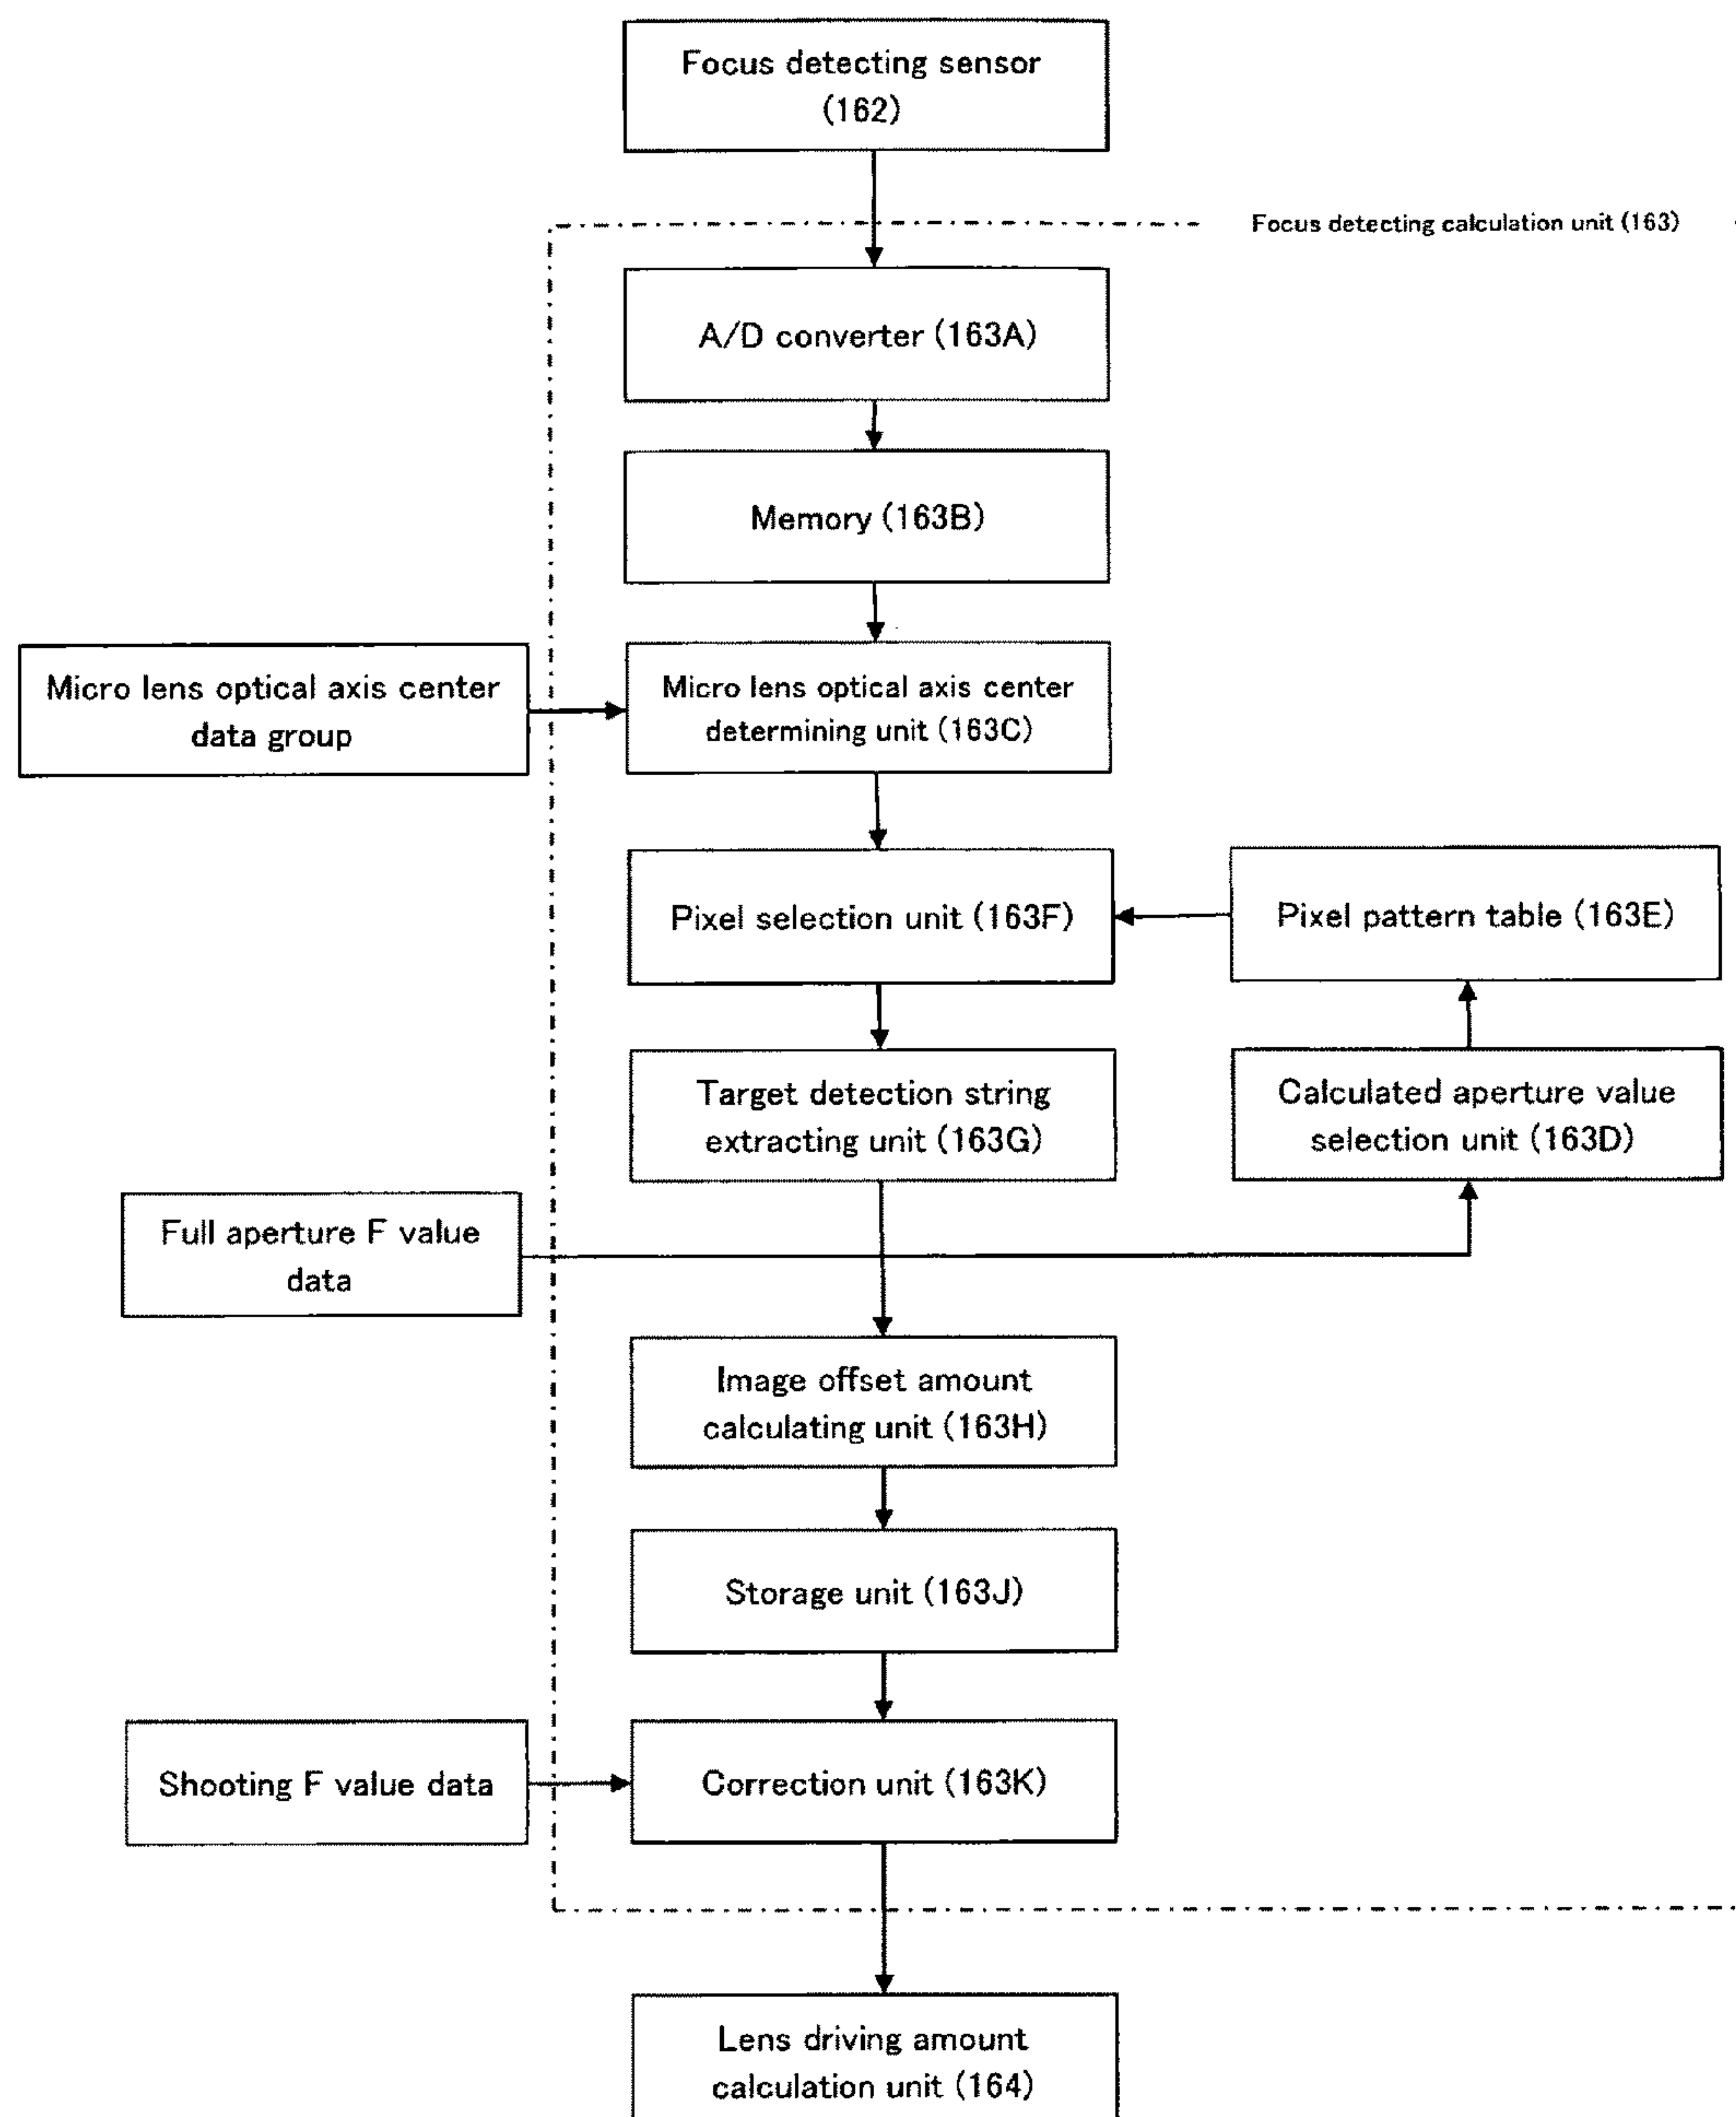 Focus detecting sensor
(162)
Focus detecting calculation unit (163)
A/D converter (163A)
Memory (163B)
Micro lens optical axis center
data group
Micro lens optical axis center
determining unit (163C)
Pixel selection unit (163F)
Pixel pattern table (163E)
Target detection string
extracting unit (163G)
Calculated aperture value
selection unit (163D)
Full aperture F value
data
Image offset amount
calculating unit (163H)
Storage unit (163J)
Shooting F value data
Correction unit (163K)
Lens driving amount
calculation unit (164)